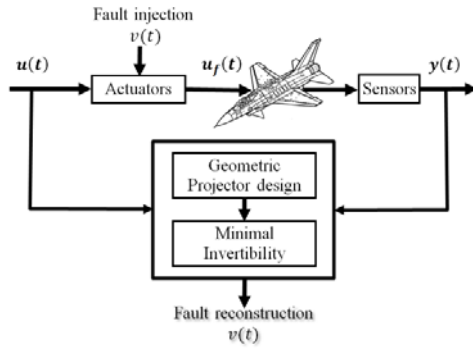 Fault injection
v(t)
u(t)
u_f(t)
y(t)
Actuators
Sensors
Geometric
Projector design
Minimal
Invertibility
Fault reconstruction
v(t)